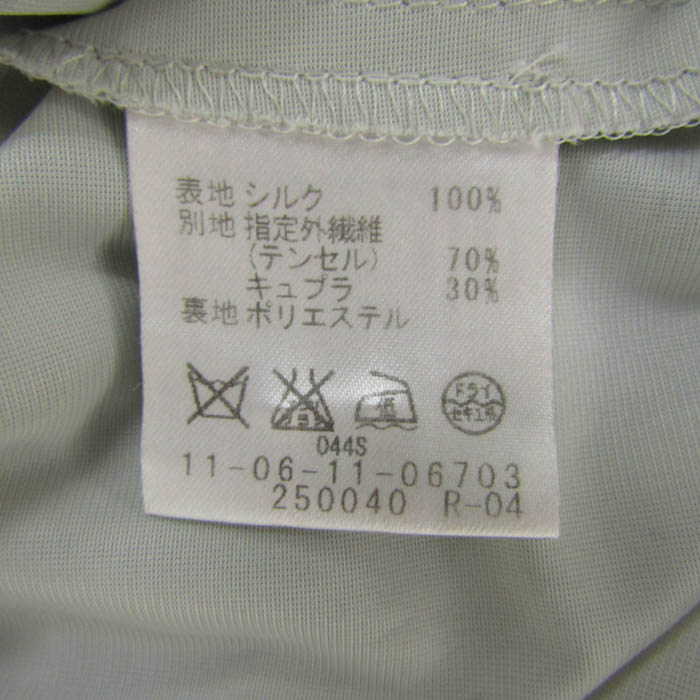 表地 シルク 100%
別地 指定外繊維
(テンセル) 70%
キュプラ 30%
裏地 ポリエステル
低 ドライ
セキユ系
044S
11-06-11-06703
250040 R-04